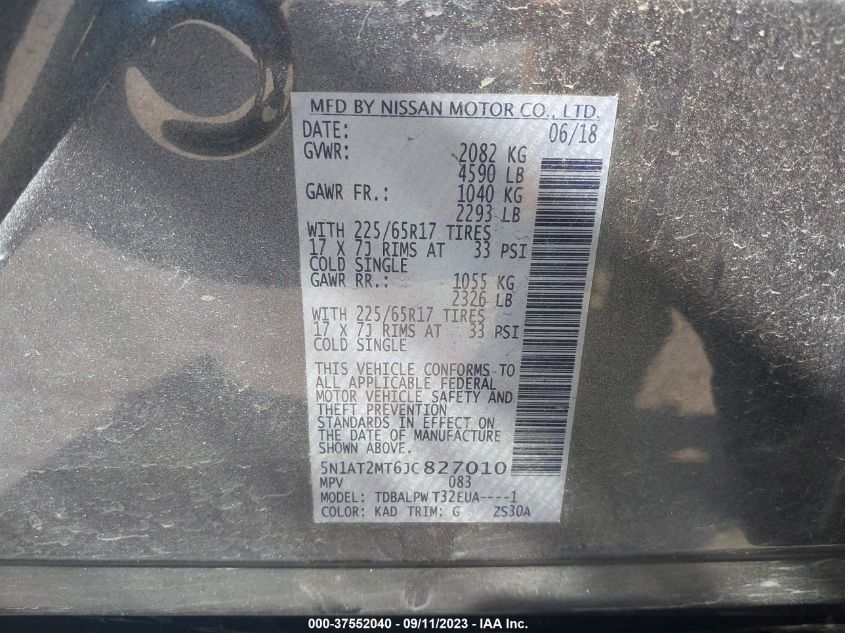 MFD BY NISSAN MOTOR CO., LTD.
DATE: 06/18
GVWR: 2082 KG
4590 LB
GAWR FR.: 1040 KG
2293 LB
WITH 225/65R17 TIRES
17 X 7J RIMS AT 33 PSI
COLD SINGLE
GAWR RR.: 1055 KG
2326 LB
WITH 225/65R17 TIRES
17 X 7J RIMS AT 33 PSI
COLD SINGLE
THIS VEHICLE CONFORMS TO
ALL APPLICABLE FEDERAL
MOTOR VEHICLE SAFETY AND
THEFT PREVENTION
STANDARDS IN EFFECT ON
THE DATE OF MANUFACTURE
SHOWN ABOVE.
5N1AT2MT6JC827010
MPV 083
MODEL: TDBALPW T32EUA----1
COLOR: KAD TRIM: G ZS30A
000-37552040 - 09/11/2023 - IAA Inc.